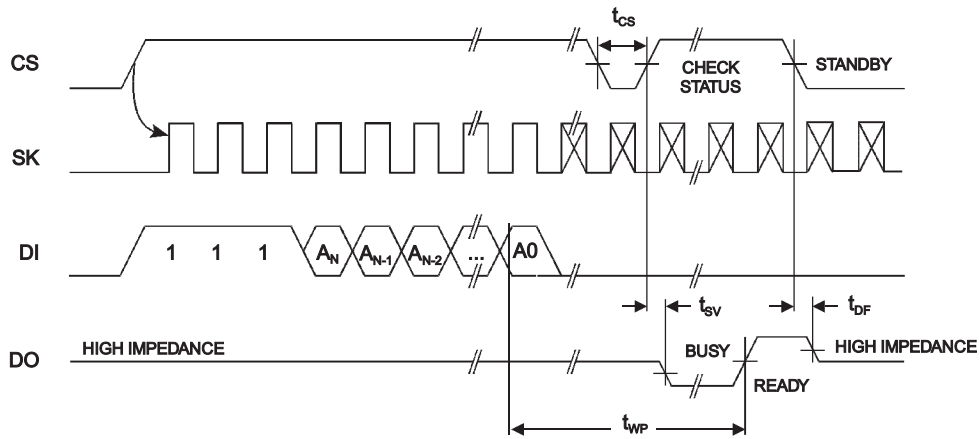 t_CS
CS
CHECK STATUS
STANDBY
SK
DI
1 1 1 A_N A_N-1 A_N-2 ... A0
t_SV
t_DF
DO
HIGH IMPEDANCE
BUSY
READY
HIGH IMPEDANCE
t_WP